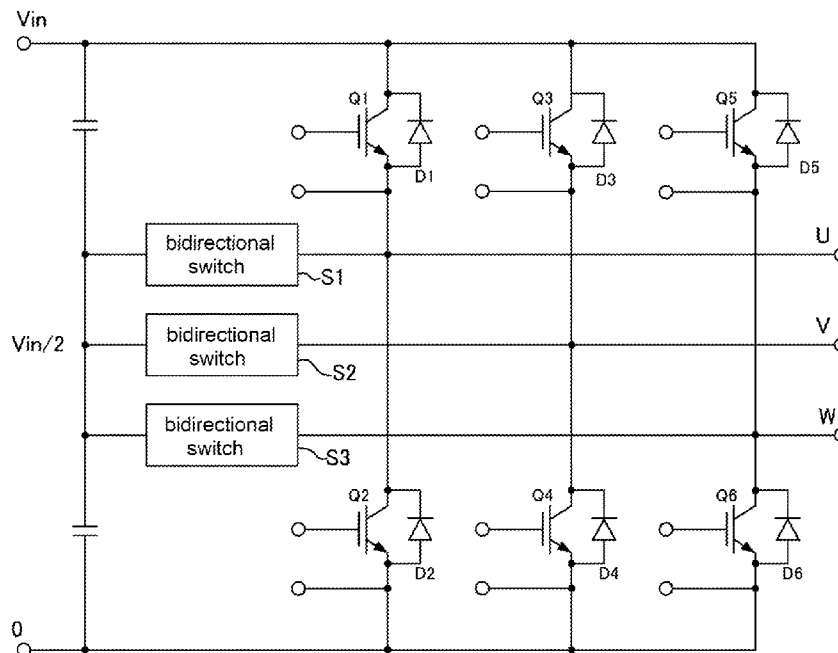 Vin
Q1
Q3
Q5
D1
D3
D5
bidirectional
switch
S1
U
Vin/2
bidirectional
switch
S2
V
bidirectional
switch
S3
W
Q2
Q4
Q6
D2
D4
D6
0